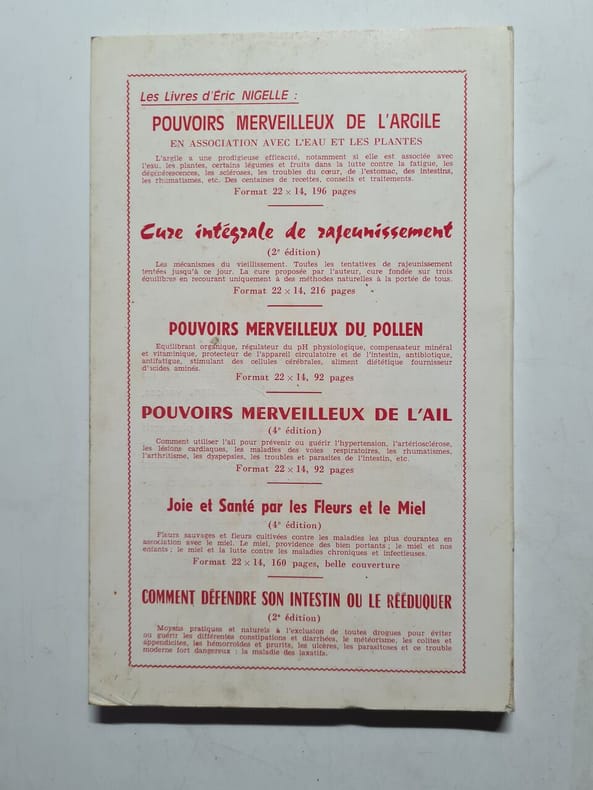 Les Livres d'Éric NIGELLE :
POUVOIRS MERVEILLEUX DE L'ARGILE
EN ASSOCIATION AVEC L'EAU ET LES PLANTES
L'argile a une prodigieuse efficacité, notamment si elle est associée avec
l'eau, les plantes, certains légumes et fruits dans la lutte contre la fatigue, les
dégénérescences, les scléroses, les troubles du cœur, de l'estomac, des intestins,
les rhumatismes, etc. Des centaines de recettes, conseils et traitements.
Format 22 × 14, 196 pages
Cure intégrale de rajeunissement
(2e édition)
Les mécanismes du vieillissement. Toutes les tentatives de rajeunissement
tentées jusqu'à ce jour. La cure proposée par l'auteur, cure fondée sur trois
équilibres en recourant uniquement à des méthodes naturelles à la portée de tous.
Format 22 × 14, 216 pages
POUVOIRS MERVEILLEUX DU POLLEN
Equilibrant organique, régulateur du pH physiologique, compensateur minéral
et vitaminique, protecteur de l'appareil circulatoire et de l'intestin, antibiotique,
antifatigue, stimulant des cellules cérébrales, aliment diététique fournisseur
d'acides aminés.
Format 22 × 14, 92 pages
POUVOIRS MERVEILLEUX DE L'AIL
(4e édition)
Comment utiliser l'ail pour prévenir ou guérir l'hypertension, l'artériosclérose,
les lésions cardiaques, les maladies des voies respiratoires, les rhumatismes,
l'arthritisme, les dyspepsies, les troubles et parasites de l'intestin, etc.
Format 22 × 14, 92 pages
Joie et Santé par les Fleurs et le Miel
(4e édition)
Fleurs sauvages et fleurs cultivées contre les maladies les plus courantes en
association avec le miel. Le miel, providence des bien portants ; le miel et nos
enfants ; le miel et la lutte contre les maladies chroniques et infectieuses.
Format 22 × 14, 160 pages, belle couverture
COMMENT DÉFENDRE SON INTESTIN OU LE RÉÉDUQUER
(2e édition)
Moyens pratiques et naturels à l'exclusion de toutes drogues pour éviter
ou guérir les différentes constipations et diarrhées, le météorisme, les colites et
appendicites, les hémorroïdes et prurits, les ulcères, les parasitoses et ce trouble
moderne fort dangereux : la maladie des laxatifs.